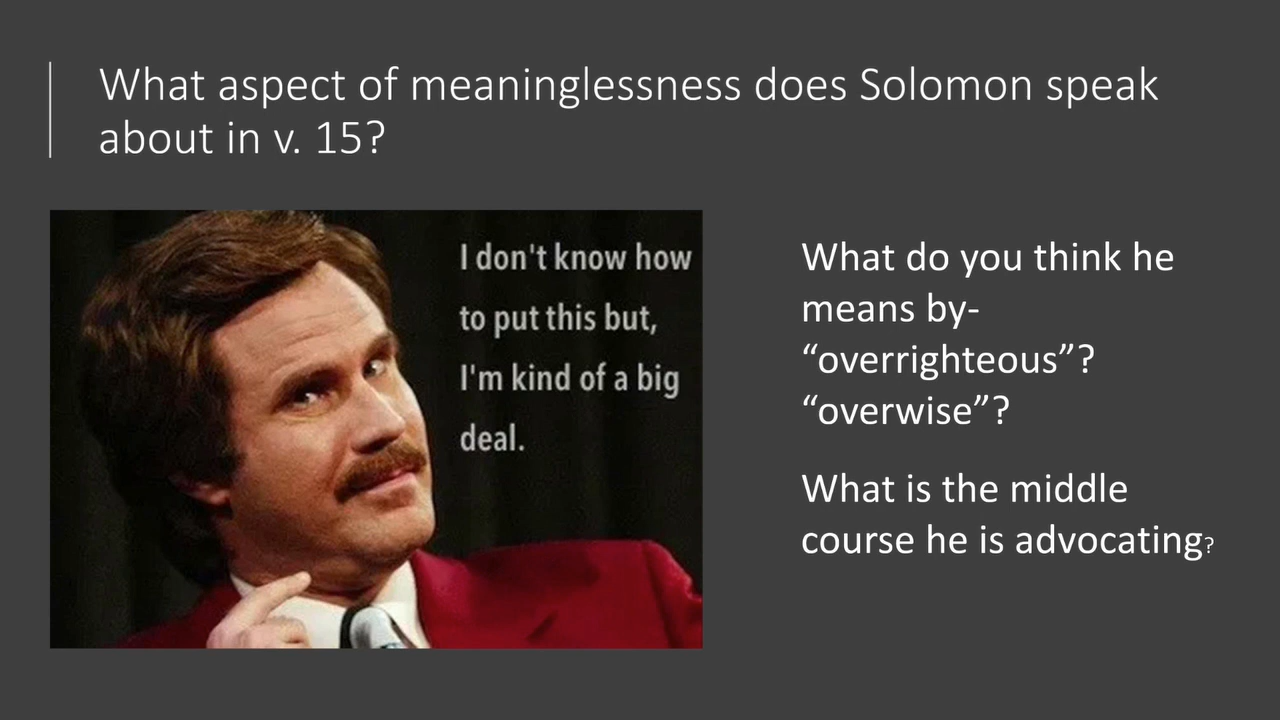 What aspect of meaninglessness does Solomon speak
about in v. 15?
I don't know how
to put this but,
I'm kind of a big
deal.
What do you think he
means by-
“overrighteous”?
“overwise”?
What is the middle
course he is advocating?